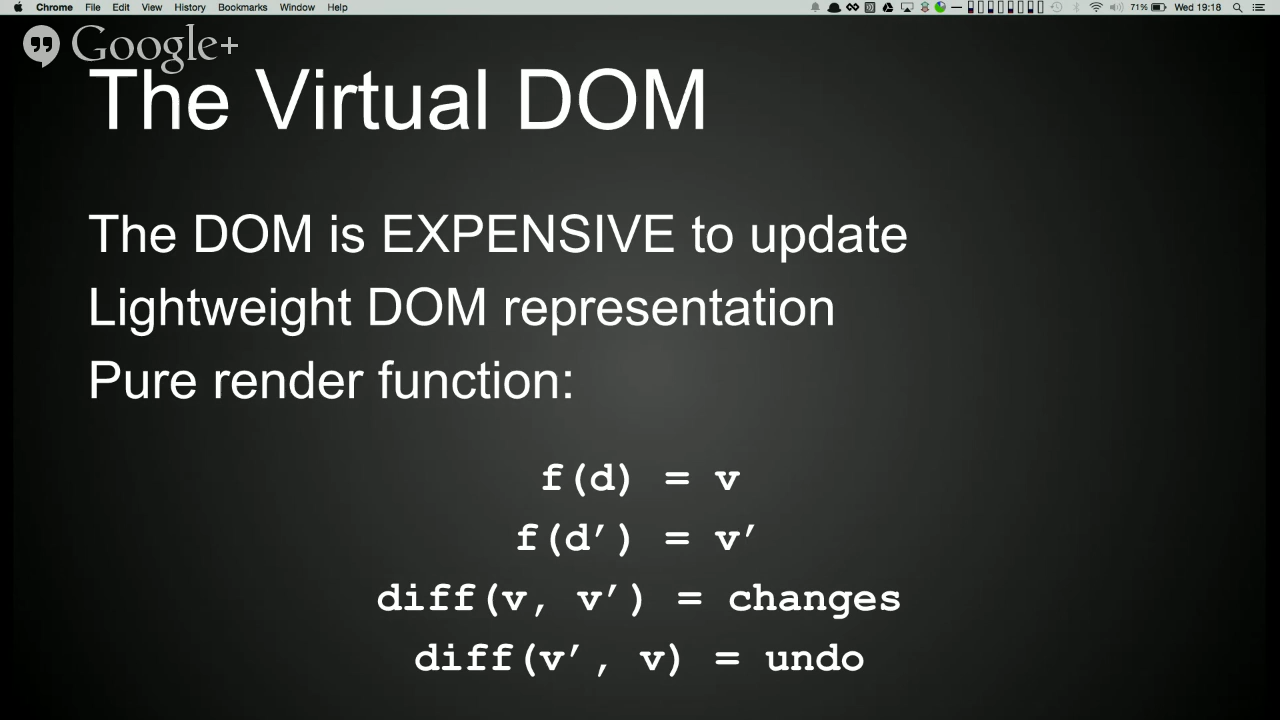 Chrome File Edit View History Bookmarks Window Help 71% Wed 19:18
Google+
The Virtual DOM
The DOM is EXPENSIVE to update
Lightweight DOM representation
Pure render function:
f(d) = v
f(d’) = v’
diff(v, v’) = changes
diff(v’, v) = undo